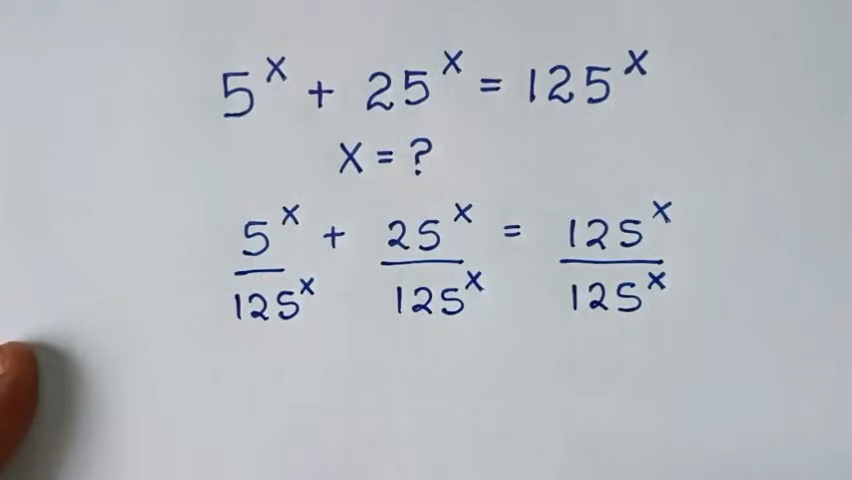 5^x + 25^x = 125^x
x = ?
5^x/125^x + 25^x/125^x = 125^x/125^x